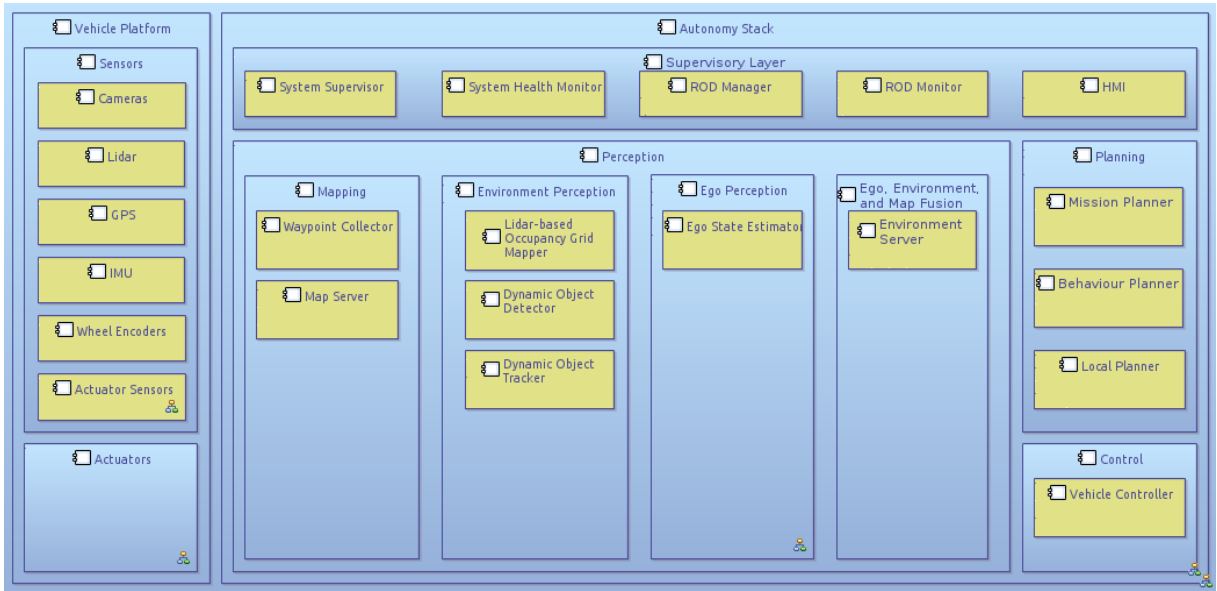 Vehicle Platform
Sensors
Cameras
Lidar
GPS
IMU
Wheel Encoders
Actuator Sensors
Actuators
Autonomy Stack
Supervisory Layer
System Supervisor
System Health Monitor
ROD Manager
ROD Monitor
HMI
Perception
Mapping
Waypoint Collector
Map Server
Environment Perception
Lidar-based
Occupancy Grid
Mapper
Dynamic Object
Detector
Dynamic Object
Tracker
Ego Perception
Ego State Estimator
Ego, Environment,
and Map Fusion
Environment
Server
Planning
Mission Planner
Behaviour Planner
Local Planner
Control
Vehicle Controller